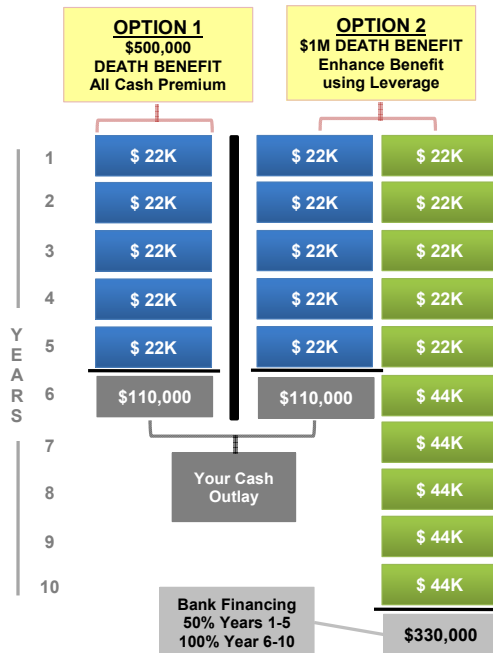 OPTION 1
$500,000
DEATH BENEFIT
All Cash Premium
OPTION 2
$1M DEATH BENEFIT
Enhance Benefit
using Leverage
YEARS
1
$ 22K
$ 22K
$ 22K
2
$ 22K
$ 22K
$ 22K
3
$ 22K
$ 22K
$ 22K
4
$ 22K
$ 22K
$ 22K
5
$ 22K
$ 22K
$ 22K
6
$110,000
$110,000
$ 44K
7
$ 44K
8
$ 44K
9
$ 44K
10
$ 44K
Your Cash
Outlay
Bank Financing
50% Years 1-5
100% Year 6-10
$330,000